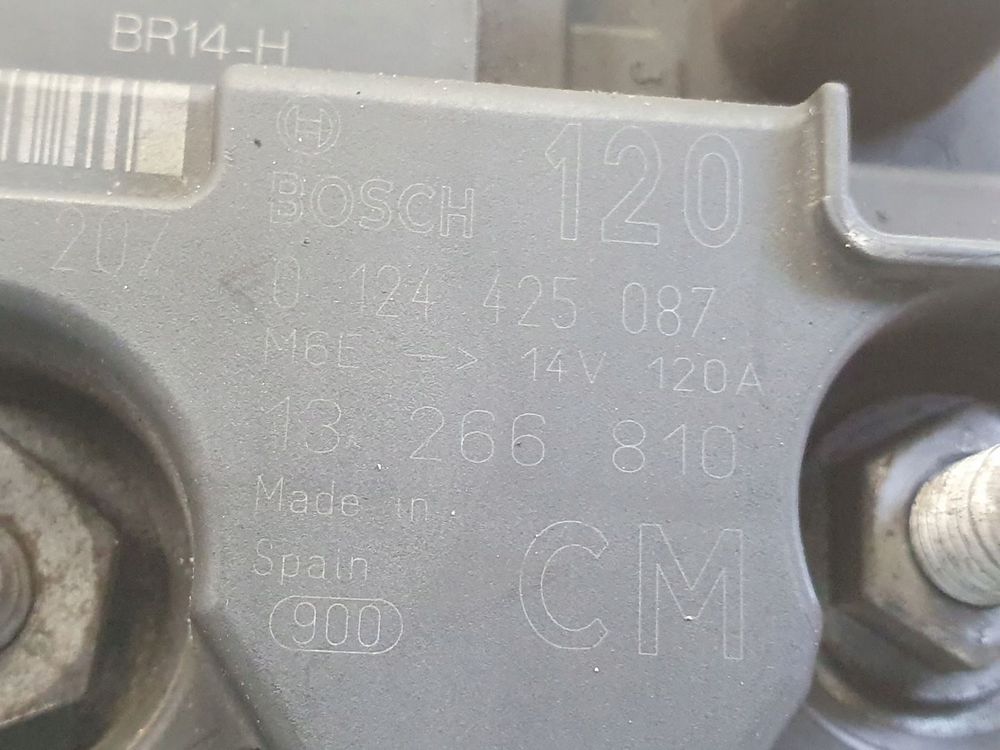 BR14-H
BOSCH 120
207
0 124 425 087
M6E —> 14V 120A
13 266 810
Made in
Spain
900
CM